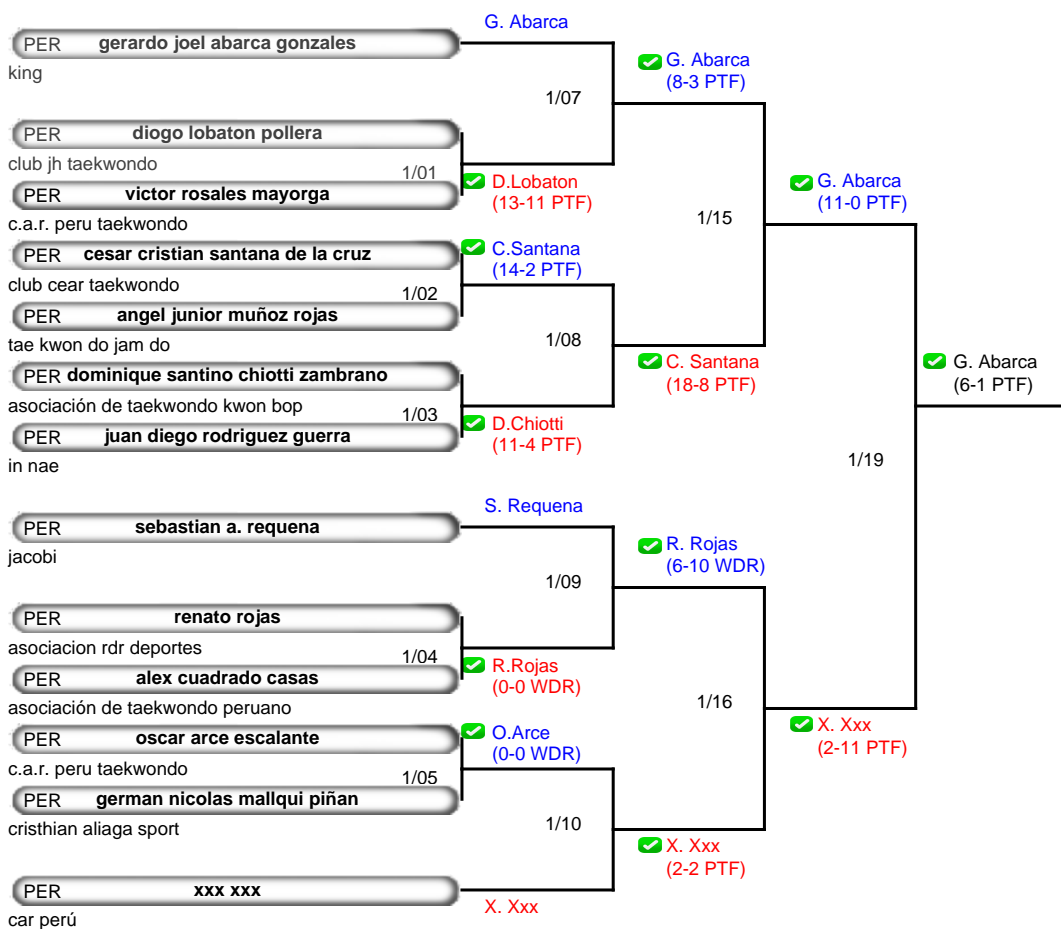 G. Abarca
PER gerardo joel abarca gonzales
king
G. Abarca
(8-3 PTF)
1/07
PER diogo lobaton pollera
club jh taekwondo
1/01
D.Lobaton
(13-11 PTF)
PER victor rosales mayorga
c.a.r. peru taekwondo
G. Abarca
(11-0 PTF)
1/15
PER cesar cristian santana de la cruz
club cear taekwondo
C.Santana
(14-2 PTF)
1/02
PER angel junior muñoz rojas
tae kwon do jam do
1/08
C. Santana
(18-8 PTF)
G. Abarca
(6-1 PTF)
PER dominique santino chiotti zambrano
asociación de taekwondo kwon bop
1/03
D.Chiotti
(11-4 PTF)
PER juan diego rodriguez guerra
in nae
1/19
S. Requena
PER sebastian a. requena
jacobi
R. Rojas
(6-10 WDR)
1/09
PER renato rojas
asociacion rdr deportes
1/04
R.Rojas
(0-0 WDR)
PER alex cuadrado casas
asociación de taekwondo peruano
1/16
X. Xxx
(2-11 PTF)
PER oscar arce escalante
c.a.r. peru taekwondo
O.Arce
(0-0 WDR)
1/05
PER german nicolas mallqui piñan
cristhian aliaga sport
1/10
X. Xxx
(2-2 PTF)
PER xxx xxx
car perú
X. Xxx